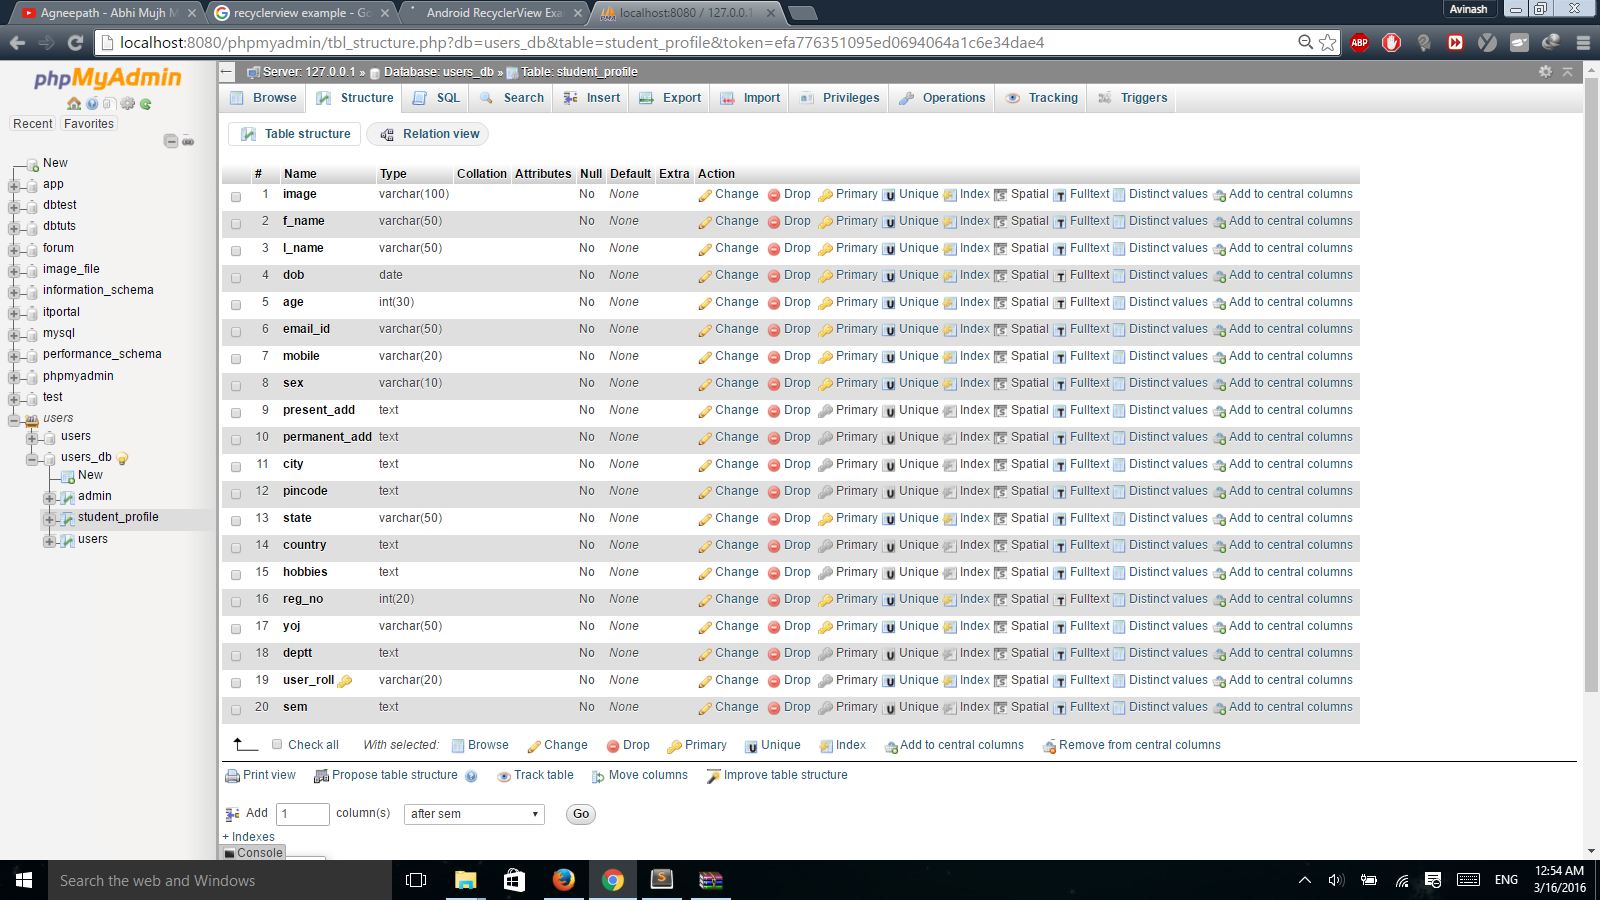 Agneepath - Abhi Mujh M
recyclerview example - Go
Android RecyclerView Exa
localhost:8080 / 127.0.0.1
Avinash
localhost:8080/phpmyadmin/tbl_structure.php?db=users_db&table=student_profile&token=efa776351095ed0694064a1c6e34dae4
ABP
phpMyAdmin
Recent Favorites
New
app
dbtest
dbtuts
forum
image_file
information_schema
itportal
mysql
performance_schema
phpmyadmin
test
users
users
users_db
New
admin
student_profile
users
Server: 127.0.0.1 » Database: users_db » Table: student_profile
Browse Structure SQL Search Insert Export Import Privileges Operations Tracking Triggers
Table structure Relation view
# Name Type Collation Attributes Null Default Extra Action
1 image varchar(100) No None Change Drop Primary Unique Index Spatial Fulltext Distinct values Add to central columns
2 f_name varchar(50) No None Change Drop Primary Unique Index Spatial Fulltext Distinct values Add to central columns
3 l_name varchar(50) No None Change Drop Primary Unique Index Spatial Fulltext Distinct values Add to central columns
4 dob date No None Change Drop Primary Unique Index Spatial Fulltext Distinct values Add to central columns
5 age int(30) No None Change Drop Primary Unique Index Spatial Fulltext Distinct values Add to central columns
6 email_id varchar(50) No None Change Drop Primary Unique Index Spatial Fulltext Distinct values Add to central columns
7 mobile varchar(20) No None Change Drop Primary Unique Index Spatial Fulltext Distinct values Add to central columns
8 sex varchar(10) No None Change Drop Primary Unique Index Spatial Fulltext Distinct values Add to central columns
9 present_add text No None Change Drop Primary Unique Index Spatial Fulltext Distinct values Add to central columns
10 permanent_add text No None Change Drop Primary Unique Index Spatial Fulltext Distinct values Add to central columns
11 city text No None Change Drop Primary Unique Index Spatial Fulltext Distinct values Add to central columns
12 pincode text No None Change Drop Primary Unique Index Spatial Fulltext Distinct values Add to central columns
13 state varchar(50) No None Change Drop Primary Unique Index Spatial Fulltext Distinct values Add to central columns
14 country text No None Change Drop Primary Unique Index Spatial Fulltext Distinct values Add to central columns
15 hobbies text No None Change Drop Primary Unique Index Spatial Fulltext Distinct values Add to central columns
16 reg_no int(20) No None Change Drop Primary Unique Index Spatial Fulltext Distinct values Add to central columns
17 yoj varchar(50) No None Change Drop Primary Unique Index Spatial Fulltext Distinct values Add to central columns
18 deptt text No None Change Drop Primary Unique Index Spatial Fulltext Distinct values Add to central columns
19 user_roll varchar(20) No None Change Drop Primary Unique Index Spatial Fulltext Distinct values Add to central columns
20 sem text No None Change Drop Primary Unique Index Spatial Fulltext Distinct values Add to central columns
Check all With selected: Browse Change Drop Primary Unique Index Add to central columns Remove from central columns
Print view Propose table structure Track table Move columns Improve table structure
Add 1 column(s) after sem Go
+ Indexes
Console
Search the web and Windows
ENG
12:54 AM
3/16/2016